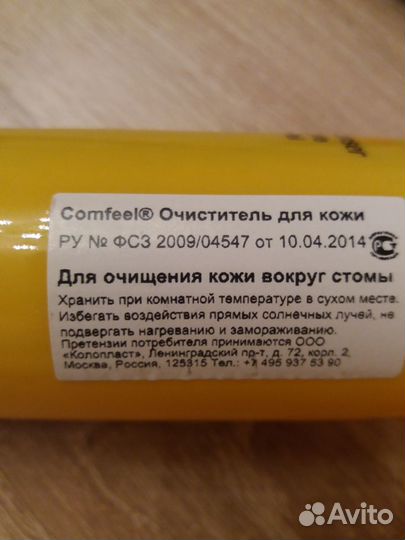 Comfeel® Очиститель для кожи
РУ № ФСЗ 2009/04547 от 10.04.2014
Для очищения кожи вокруг стомы
Хранить при комнатной температуре в сухом месте.
Избегать воздействия прямых солнечных лучей, не
подвергать нагреванию и замораживанию.
Претензии потребителя принимаются ООО
«Колопласт», Ленинградский пр-т, д. 72, корп. 2,
Москва, Россия, 125315 Тел.: +7 495 937 53 90
Avito